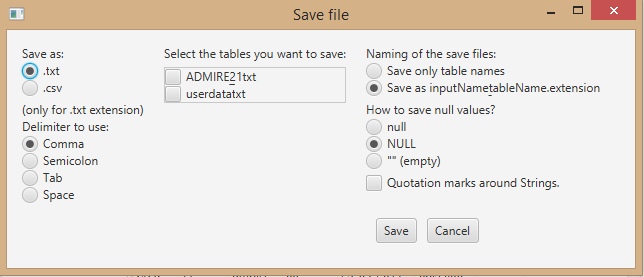 Save file
Save as:
.txt
.csv
(only for .txt extension)
Delimiter to use:
Comma
Semicolon
Tab
Space
Select the tables you want to save:
ADMIRE21txt
userdatatxt
Naming of the save files:
Save only table names
Save as inputNametableName.extension
How to save null values?
null
NULL
"" (empty)
Quotation marks around Strings.
Save
Cancel